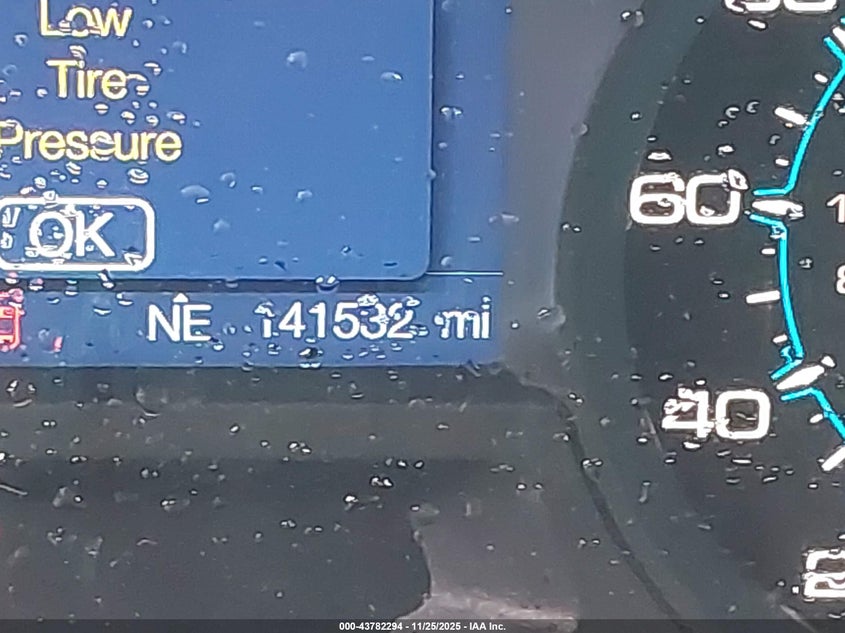 Low
Tire
Pressure
OK
NE 141532 mi
60
40
000-43782294 - 11/25/2025 - IAA Inc.